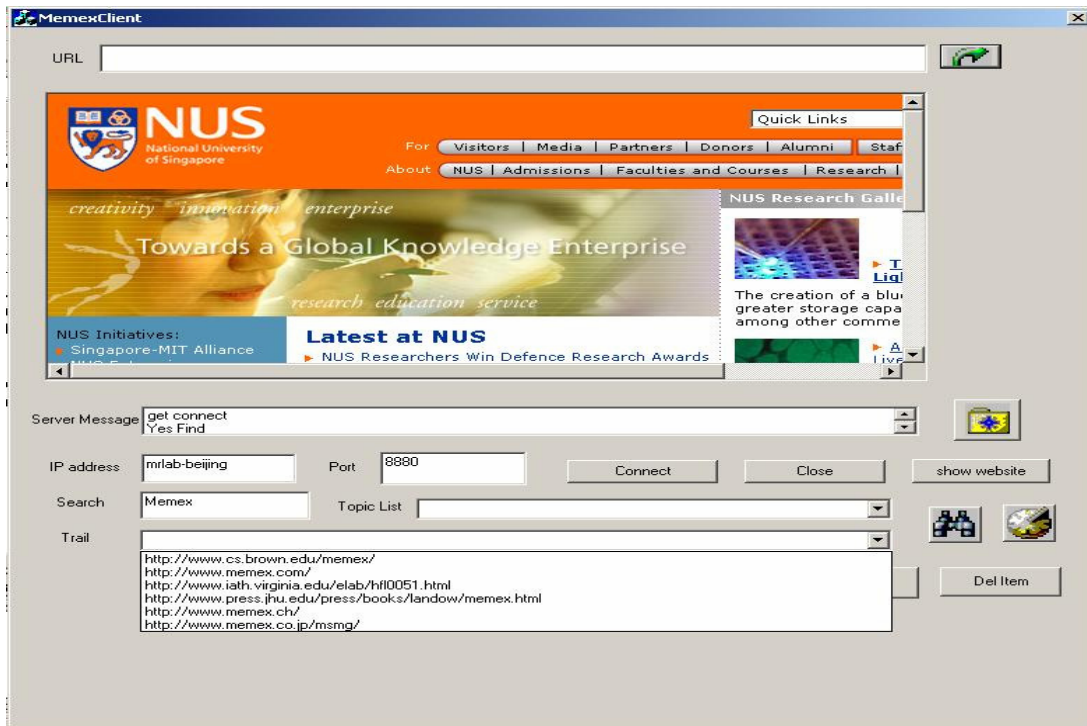 MemexClient
URL
NUS
National University
of Singapore
Quick Links
For Visitors | Media | Partners | Donors | Alumni Staf
About NUS | Admissions | Faculties and Courses | Research |
creativity innovation enterprise
Towards a Global Knowledge Enterprise
research education service
NUS Research Galle
T
Lig
The creation of a blu
greater storage capa
among other comme
A
Live
NUS Initiatives:
Singapore-MIT Alliance
Latest at NUS
NUS Researchers Win Defence Research Awards
Server Message get connect
Yes Find
IP address mrlab-beijing Port 8880 Connect Close show website
Search Memex Topic List
Trail
http://www.cs.brown.edu/memex/
http://www.memex.com/
http://www.iath.virginia.edu/elab/hfl0051.html
http://www.press.jhu.edu/press/books/landow/memex.html
http://www.memex.ch/
http://www.memex.co.jp/msmg/
Del Item